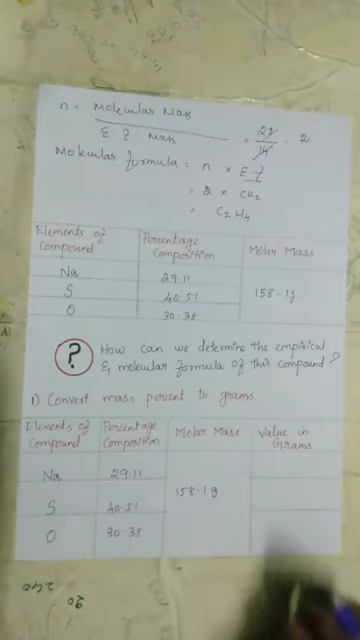 n = Molecular Mass
E F Mass
= 28
14
= 2
Molecular formula = n × E.f
= 2 × CH2
= C2H4
Elements of Compound Percentage Composition Molar Mass
Na 29.11
S 40.51 158.1g
O 30.38
? How can we determine the empirical
& molecular formula of this compound?
1) Convert mass percent to grams
Elements of Compound Percentage Composition Molar Mass Value in Grams
Na 29.11
158.1g
S 40.51
O 30.38
240
20